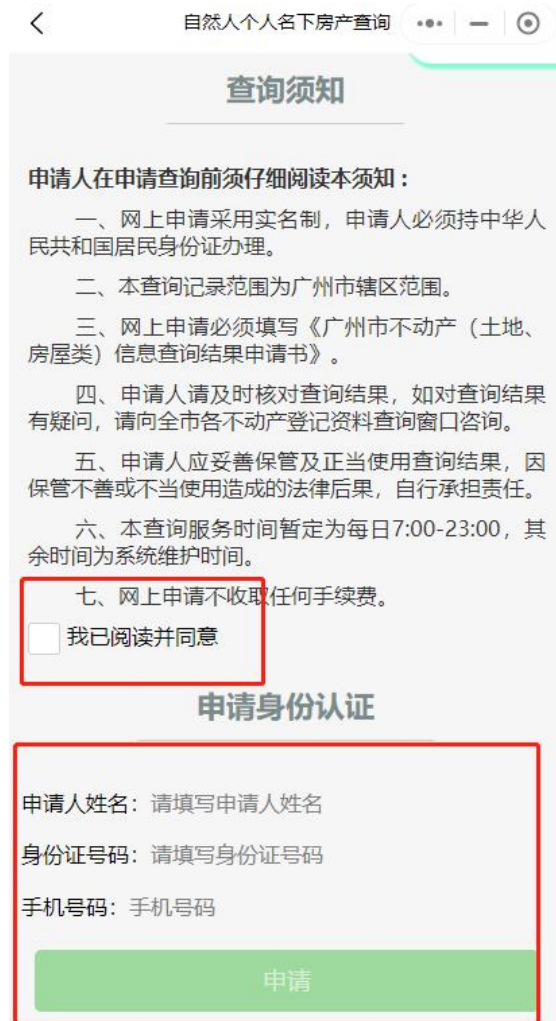 自然人个人名下房产查询
查询须知
申请人在申请查询前须仔细阅读本须知：
一、网上申请采用实名制，申请人必须持中华人
民共和国居民身份证办理。
二、本查询记录范围为广州市辖区范围。
三、网上申请必须填写《广州市不动产（土地、
房屋类）信息查询结果申请书》。
四、申请人请及时核对查询结果，如对查询结果
有疑问，请向全市各不动产登记资料查询窗口咨询。
五、申请人应妥善保管及正当使用查询结果，因
保管不善或不当使用造成的法律后果，自行承担责任。
六、本查询服务时间暂定为每日7:00-23:00，其
余时间为系统维护时间。
七、网上申请不收取任何手续费。
我已阅读并同意
申请身份认证
申请人姓名：请填写申请人姓名
身份证号码：请填写身份证号码
手机号码：手机号码
申请